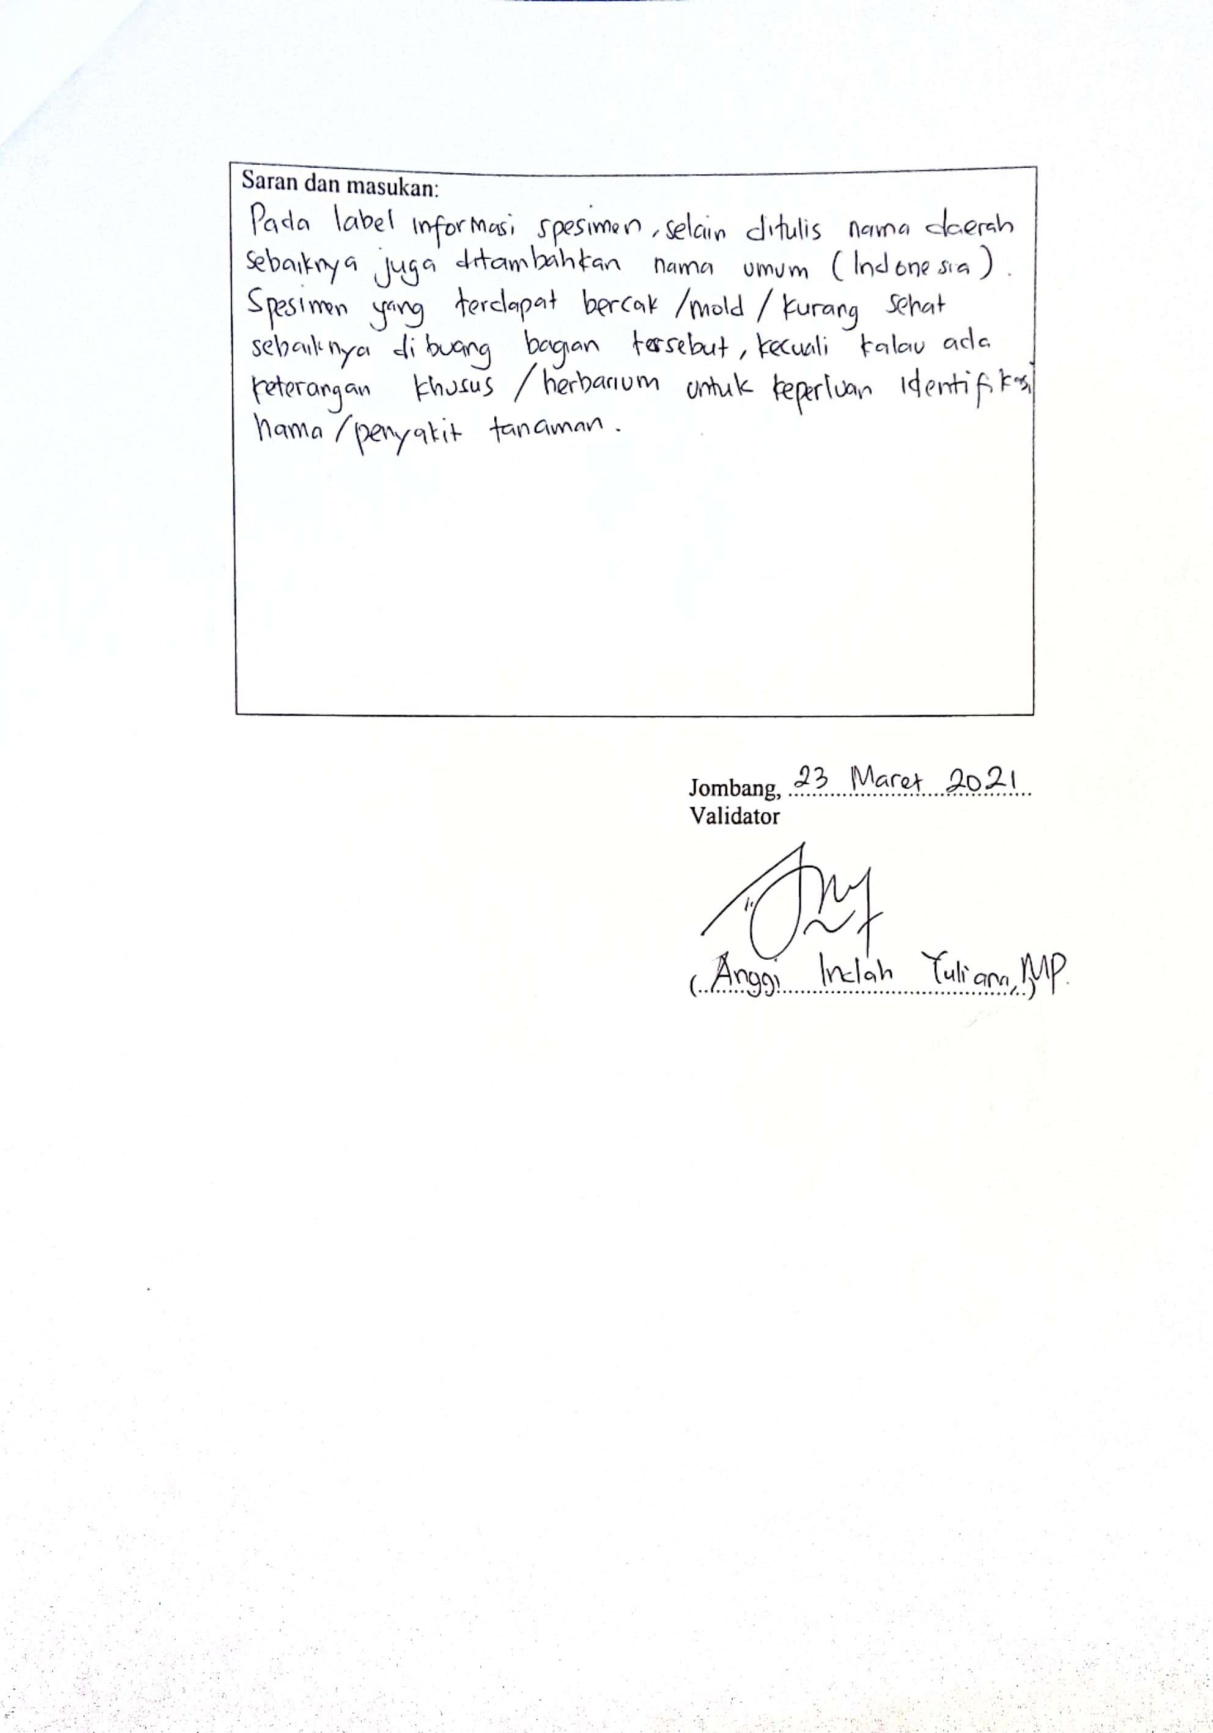 Saran dan masukan:
Pada label informasi spesimen, selain ditulis nama daerah
sebaiknya juga ditambahkan nama umum (Indonesia).
Spesimen yang terdapat bercak /mold / kurang sehat
sebaiknya dibuang bagian tersebut, kecuali kalau ada
keterangan khusus / herbarium untuk keperluan identifikasi
hama / penyakit tanaman.
Jombang, 23 Maret 2021
Validator
(Anggi Indah Yuliana, MP.)